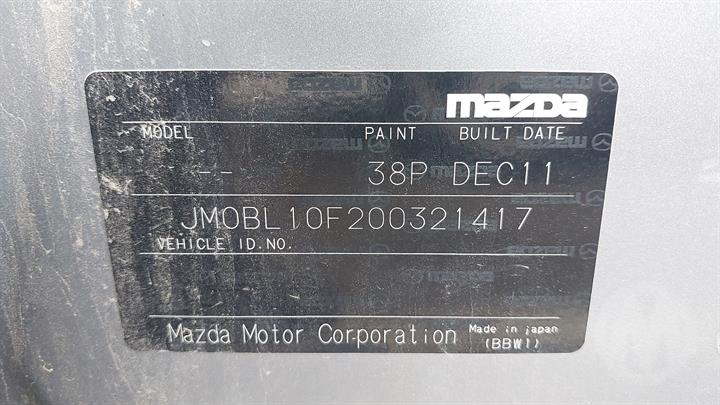 mazda
MODEL PAINT BUILT DATE
-- 38P DEC11
JM0BL10F200321417
VEHICLE ID.NO.
Mazda Motor Corporation Made in japan
(BBW1)